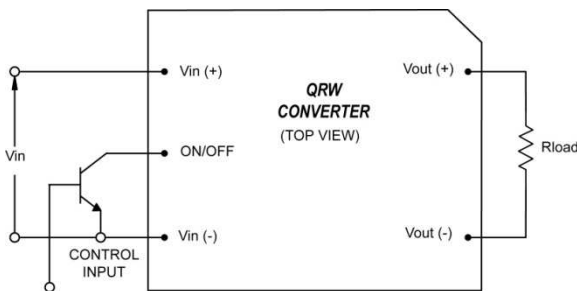 Vin (+)
Vout (+)
QRW
CONVERTER
(TOP VIEW)
Vin
ON/OFF
Rload
Vin (-)
Vout (-)
CONTROL
INPUT